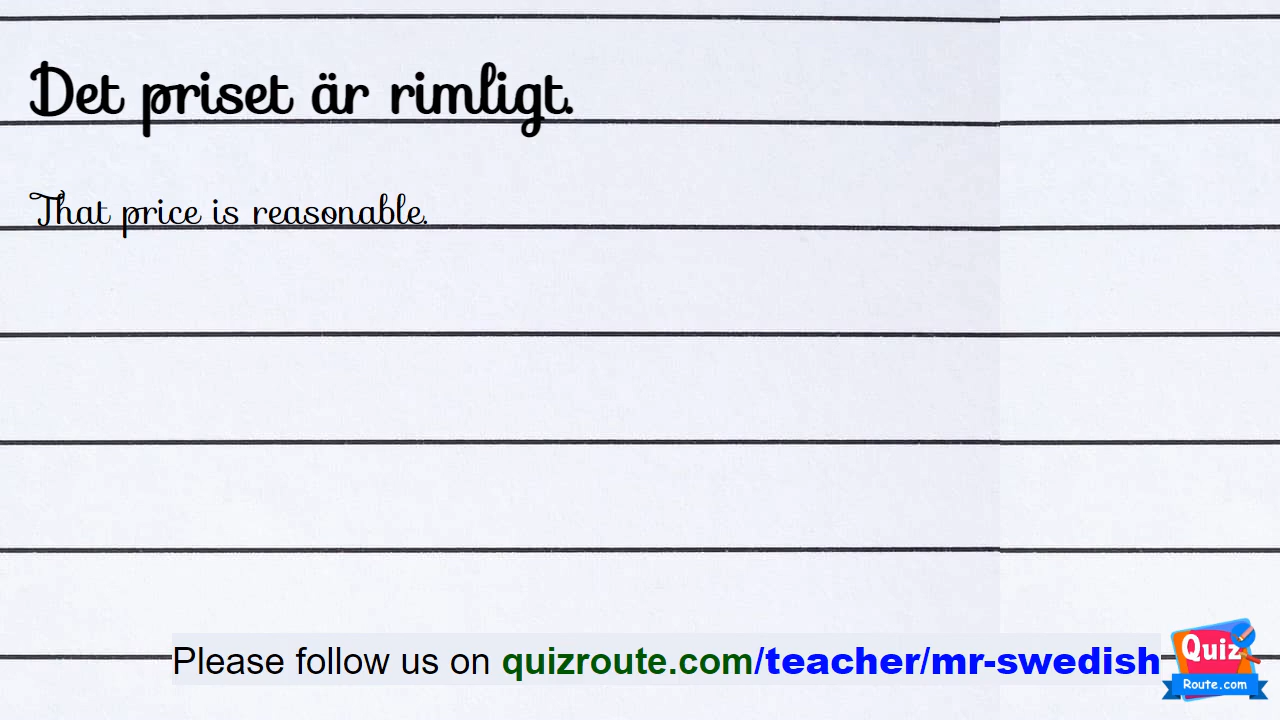 Det priset är rimligt.
That price is reasonable.
Please follow us on quizroute.com/teacher/mr-swedish
Quiz
Route.com